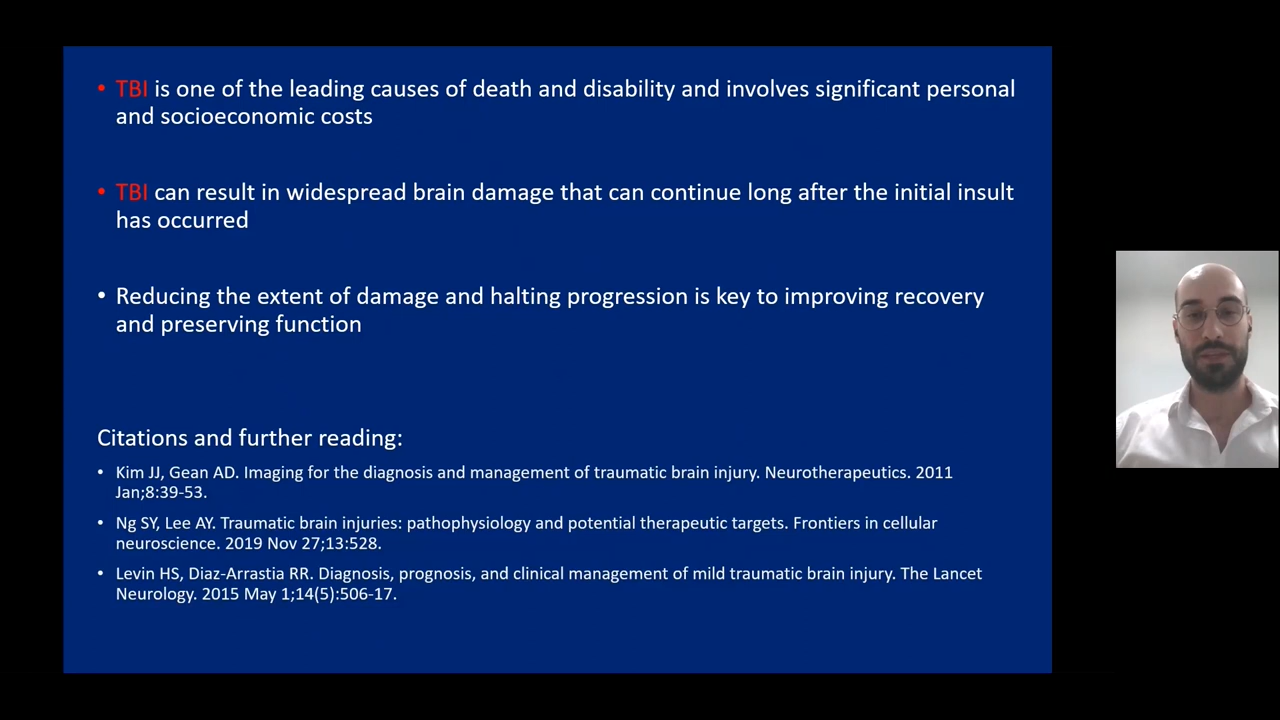 • TBI is one of the leading causes of death and disability and involves significant personal
and socioeconomic costs
• TBI can result in widespread brain damage that can continue long after the initial insult
has occurred
• Reducing the extent of damage and halting progression is key to improving recovery
and preserving function
Citations and further reading:
• Kim JJ, Gean AD. Imaging for the diagnosis and management of traumatic brain injury. Neurotherapeutics. 2011
Jan;8:39-53.
• Ng SY, Lee AY. Traumatic brain injuries: pathophysiology and potential therapeutic targets. Frontiers in cellular
neuroscience. 2019 Nov 27;13:528.
• Levin HS, Diaz-Arrastia RR. Diagnosis, prognosis, and clinical management of mild traumatic brain injury. The Lancet
Neurology. 2015 May 1;14(5):506-17.